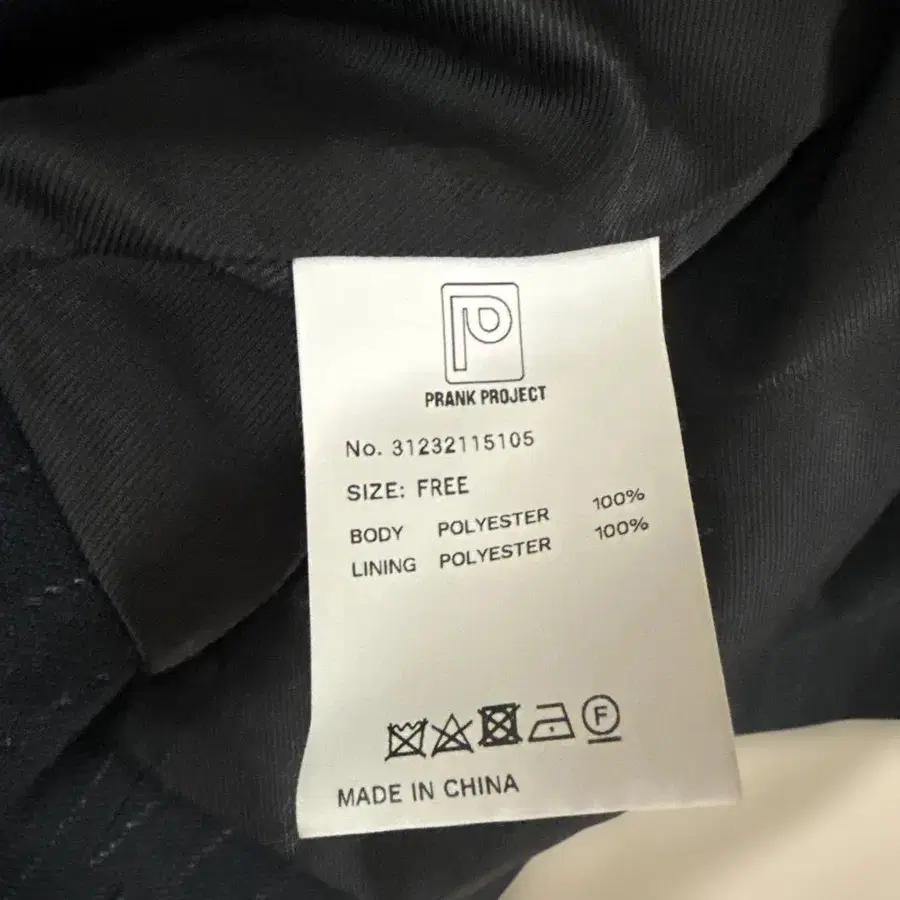 P
PRANK PROJECT
No. 31232115105
SIZE: FREE
BODY POLYESTER 100%
LINING POLYESTER 100%
F
MADE IN CHINA